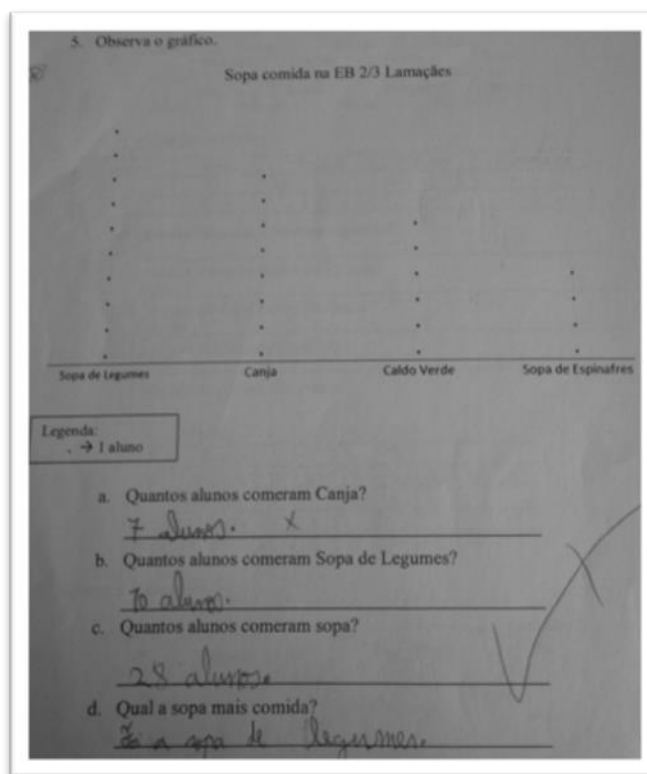 5. Observa o gráfico.
Sopa comida na EB 2/3 Lamaçães
Sopa de Legumes Canja Caldo Verde Sopa de Espinafres
Legenda:
. → 1 aluno
a. Quantos alunos comeram Canja?
7 alunos. x
b. Quantos alunos comeram Sopa de Legumes?
10 alunos.
c. Quantos alunos comeram sopa?
28 alunos.
d. Qual a sopa mais comida?
a sopa de legumes.